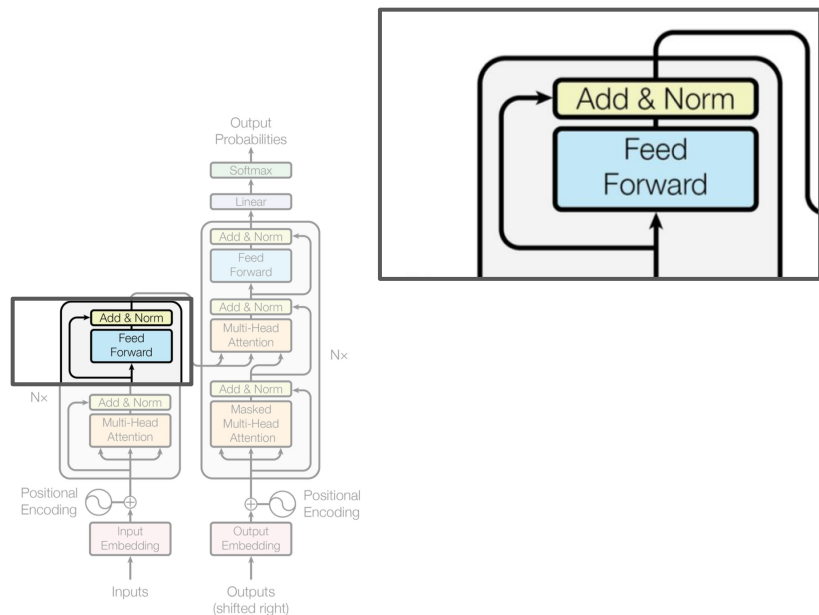 Add & Norm
Feed
Forward
Output
Probabilities
Softmax
Linear
Add & Norm
Feed
Forward
Add & Norm
Multi-Head
Attention
Add & Norm
Masked
Multi-Head
Attention
N×
Add & Norm
Feed
Forward
N×
Add & Norm
Multi-Head
Attention
Positional
Encoding
Positional
Encoding
Input
Embedding
Output
Embedding
Inputs
Outputs
(shifted right)